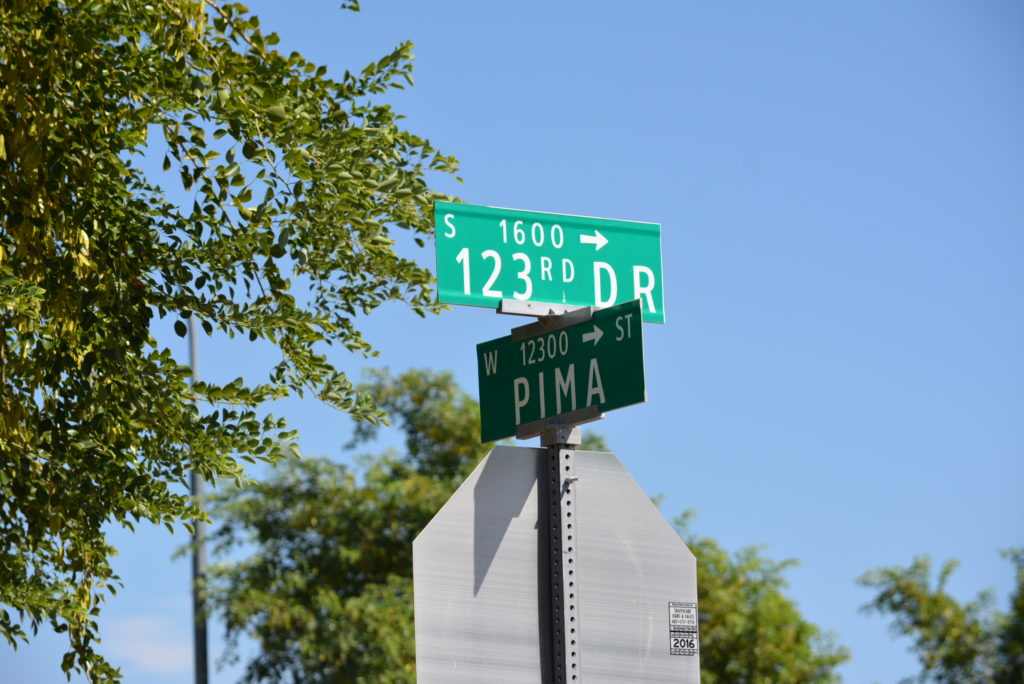 S 1600 →
123RD DR
W 12300 → ST
PIMA
2016